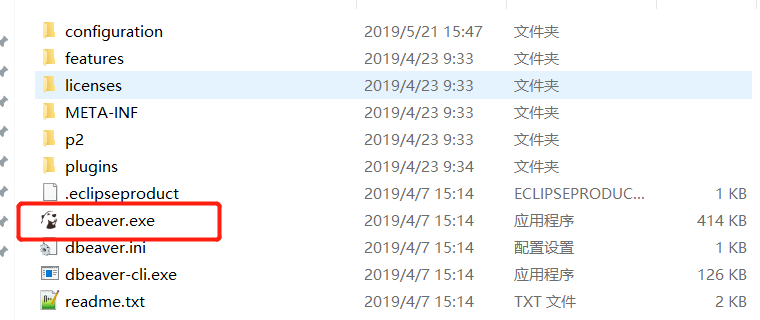 configuration 2019/5/21 15:47 文件夹
features 2019/4/23 9:33 文件夹
licenses 2019/4/23 9:33 文件夹
META-INF 2019/4/23 9:33 文件夹
p2 2019/4/23 9:33 文件夹
plugins 2019/4/23 9:34 文件夹
.eclipseproduct 2019/4/7 15:14 ECLIPSEPRODUC... 1 KB
dbeaver.exe 2019/4/7 15:14 应用程序 414 KB
dbeaver.ini 2019/4/7 15:14 配置设置 1 KB
dbeaver-cli.exe 2019/4/7 15:14 应用程序 126 KB
readme.txt 2019/4/7 15:14 TXT 文件 2 KB